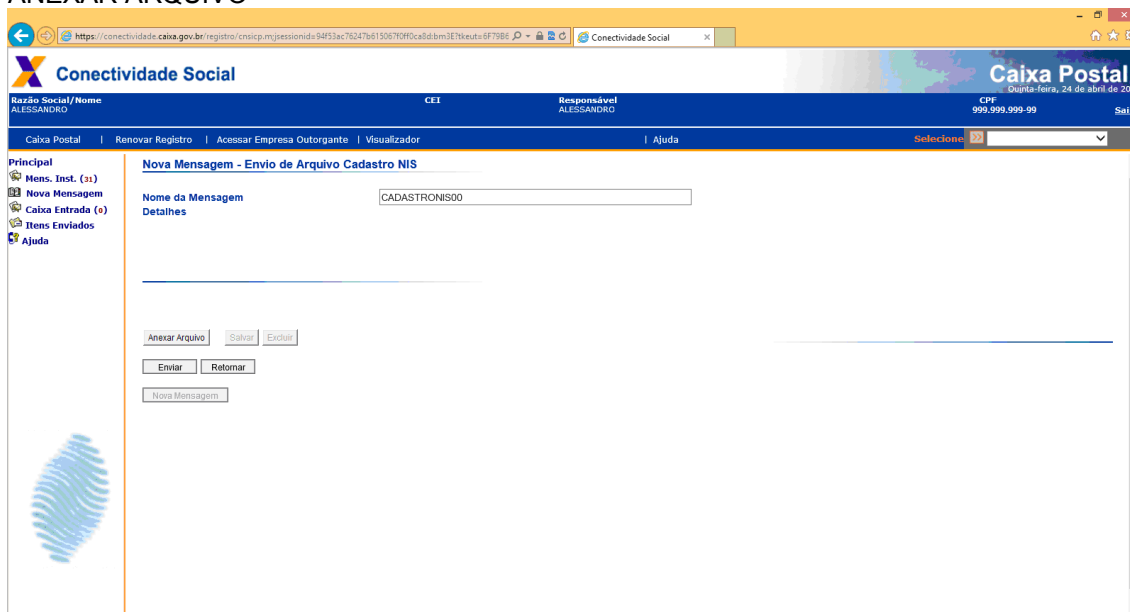 ANEXAR ARQUIVO
Conectividade Social
Conectividade Social
Caixa Postal
Quinta-feira, 24 de abril de 20
Razão Social/Nome CEI Responsável CPF
ALESSANDRO ALESSANDRO 999.999.999-99 Sai
Caixa Postal | Renovar Registro | Acessar Empresa Outorgante | Visualizador | Ajuda Selecione
Principal
Mens. Inst. (31)
Nova Mensagem
Caixa Entrada (0)
Itens Enviados
Ajuda
Nova Mensagem - Envio de Arquivo Cadastro NIS
Nome da Mensagem CADASTRONIS00
Detalhes
Anexar Arquivo Salvar Excluir
Enviar Retornar
Nova Mensagem